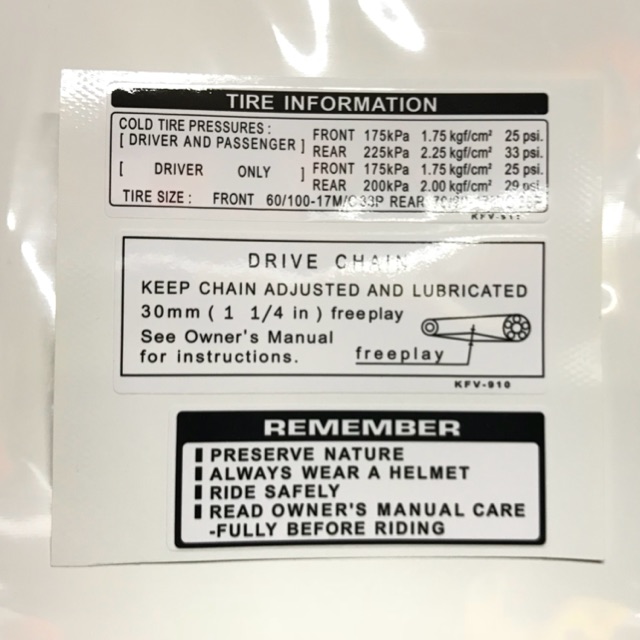 TIRE INFORMATION
COLD TIRE PRESSURES :
[ DRIVER AND PASSENGER ] FRONT 175kPa 1.75 kgf/cm² 25 psi.
REAR 225kPa 2.25 kgf/cm² 33 psi.
[ DRIVER ONLY ] FRONT 175kPa 1.75 kgf/cm² 25 psi.
REAR 200kPa 2.00 kgf/cm² 29 psi.
TIRE SIZE : FRONT 60/100-17M/C 33P REAR
DRIVE CHAIN
KEEP CHAIN ADJUSTED AND LUBRICATED
30mm ( 1 1/4 in ) freeplay
See Owner's Manual
for instructions.
freeplay
KFV-910
REMEMBER
PRESERVE NATURE
ALWAYS WEAR A HELMET
RIDE SAFELY
READ OWNER'S MANUAL CARE
-FULLY BEFORE RIDING